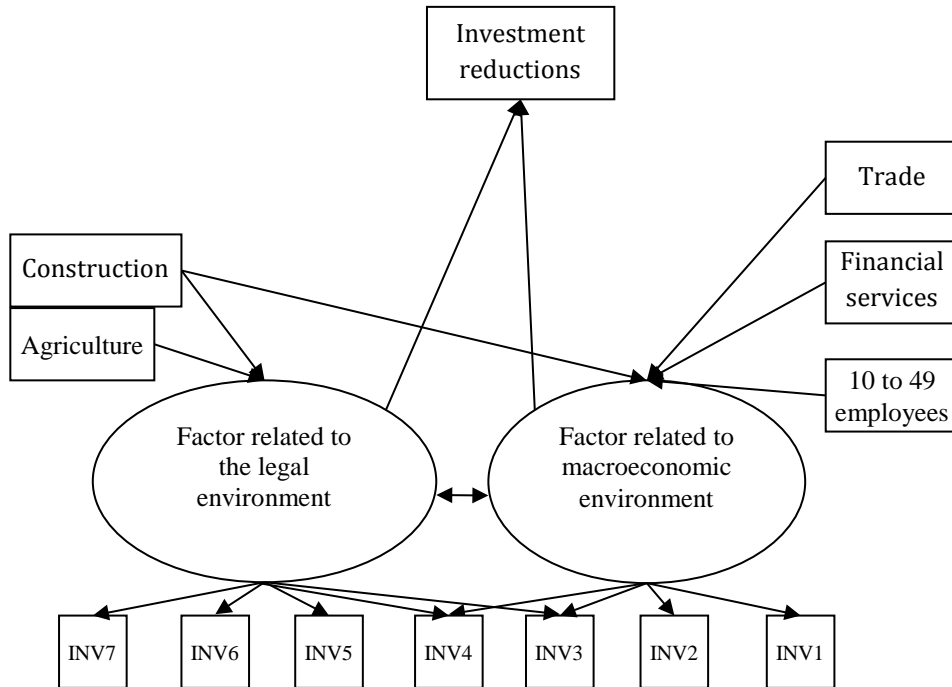 Investment
reductions
Trade
Construction
Financial
services
Agriculture
10 to 49
employees
Factor related to
the legal
environment
Factor related to
macroeconomic
environment
INV7
INV6
INV5
INV4
INV3
INV2
INV1